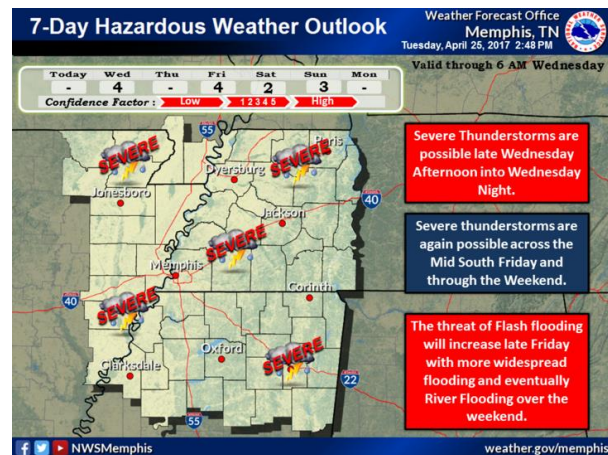 7-Day Hazardous Weather Outlook
Weather Forecast Office
Memphis, TN
Tuesday, April 25, 2017 2:48 PM
Valid through 6 AM Wednesday
Today Wed Thu Fri Sat Sun Mon
- 4 - 4 2 3 -
Confidence Factor : Low 1 2 3 4 5 High
55
Paris
SEVERE
SEVERE
Dyersburg
Jonesboro
40
Jackson
SEVERE
Memphis
Corinth
40
SEVERE
Oxford
SEVERE
Clarksdale
22
55
Severe Thunderstorms are
possible late Wednesday
Afternoon into Wednesday
Night.
Severe thunderstorms are
again possible across the
Mid South Friday and
through the Weekend.
The threat of Flash flooding
will increase late Friday
with more widespread
flooding and eventually
River Flooding over the
weekend.
NWSMemphis
weather.gov/memphis